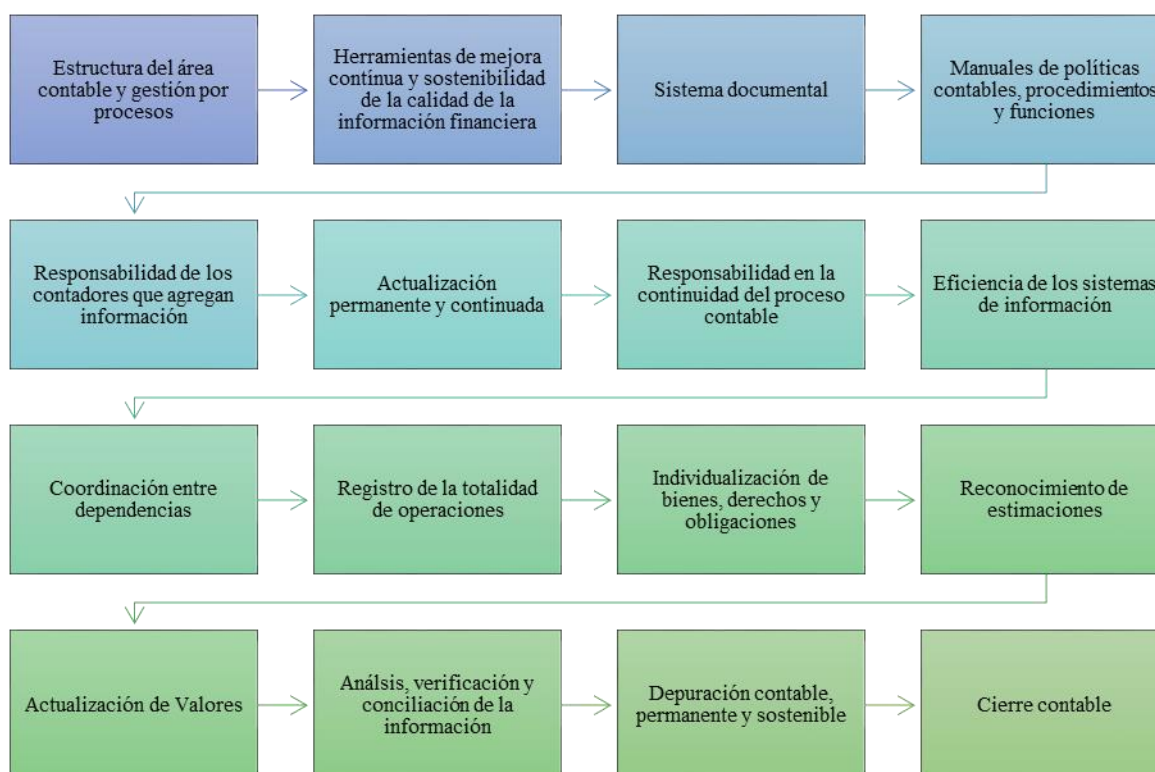 Estructura del área
contable y gestión por
procesos
Herramientas de mejora
contínua y sostenibilidad
de la calidad de la
información financiera
Sistema documental
Manuales de políticas
contables, procedimientos
y funciones
Responsabilidad de los
contadores que agregan
información
Actualización
permanente y continuada
Responsabilidad en la
continuidad del proceso
contable
Eficiencia de los sistemas
de información
Coordinación entre
dependencias
Registro de la totalidad
de operaciones
Individualización de
bienes, derechos y
obligaciones
Reconocimiento de
estimaciones
Actualización de Valores
Análsis, verificación y
conciliación de la
información
Depuración contable,
permanente y sostenible
Cierre contable